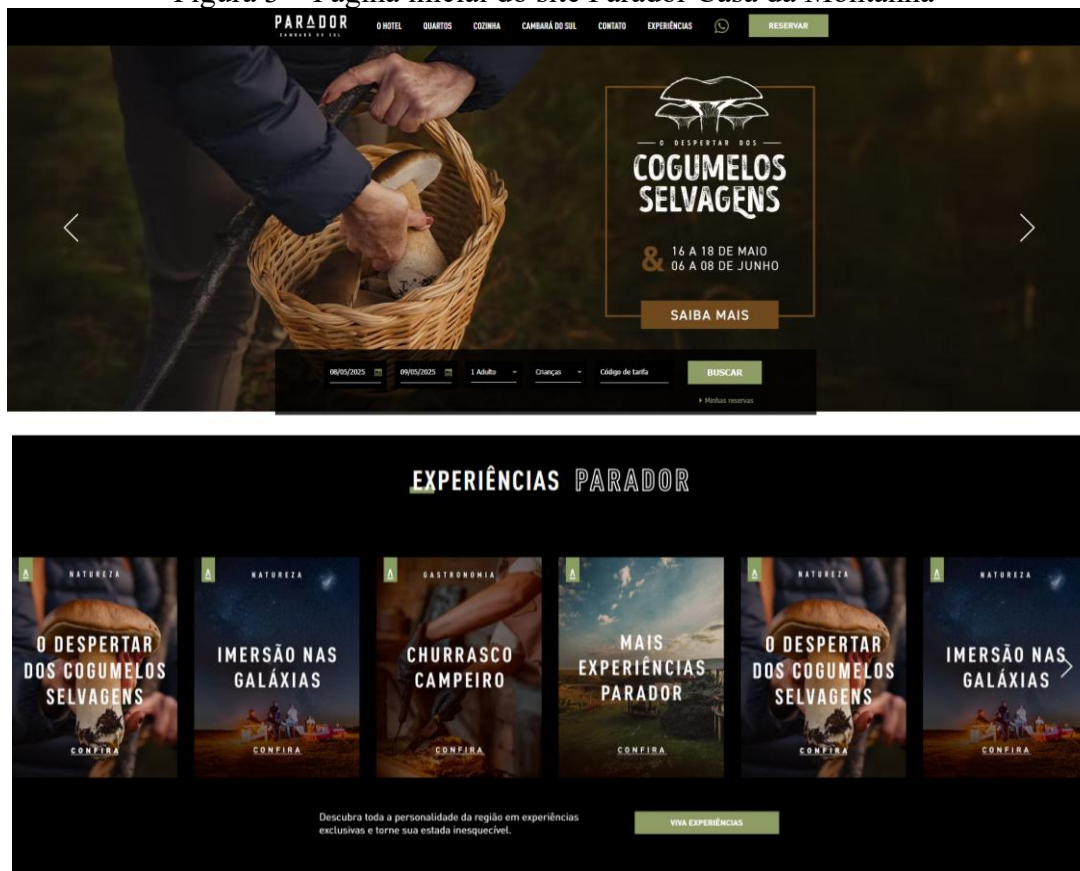 Figura 3 – Página inicial do site Parador Casa da Montanha
PARADOR
CAMBARÁ DO SUL
O HOTEL QUARTOS COZINHA CAMBARÁ DO SUL CONTATO EXPERIÊNCIAS RESERVAR
O DESPERTAR DOS
COGUMELOS
SELVAGENS
& 16 A 18 DE MAIO
06 A 08 DE JUNHO
SAIBA MAIS
08/05/2025 09/05/2025 1 Adulto Crianças Código de tarifa BUSCAR
Minhas reservas
EXPERIÊNCIAS PARADOR
NATUREZA
O DESPERTAR
DOS COGUMELOS
SELVAGENS
CONFIRA
NATUREZA
IMERSÃO NAS
GALÁXIAS
CONFIRA
GASTRONOMIA
CHURRASCO
CAMPEIRO
CONFIRA
MAIS
EXPERIÊNCIAS
PARADOR
CONFIRA
NATUREZA
O DESPERTAR
DOS COGUMELOS
SELVAGENS
CONFIRA
NATUREZA
IMERSÃO NAS
GALÁXIAS
CONFIRA
Descubra toda a personalidade da região em experiências
exclusivas e torne sua estada inesquecível.
VIVA EXPERIÊNCIAS